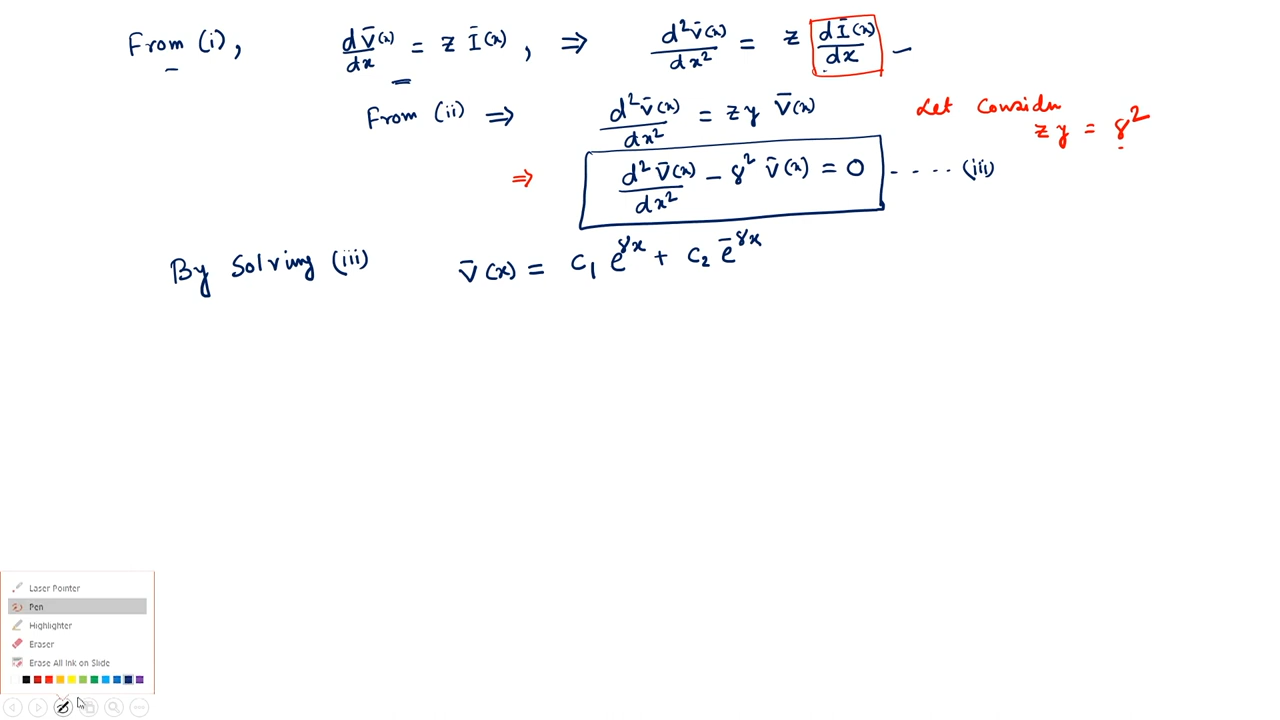 From (i), dV̄(x)/dx = z Ī(x), ⇒ d²V̄(x)/dx² = z dĪ(x)/dx –
From (ii) ⇒ d²V̄(x)/dx² = zy V̄(x) Let Consider
zy = γ²
⇒ d²V̄(x)/dx² – γ² V̄(x) = 0 ----- (iii)
By Solving (iii) V̄(x) = C₁ e^γx + C₂ e^-γx
Laser Pointer
Pen
Highlighter
Eraser
Erase All Ink on Slide